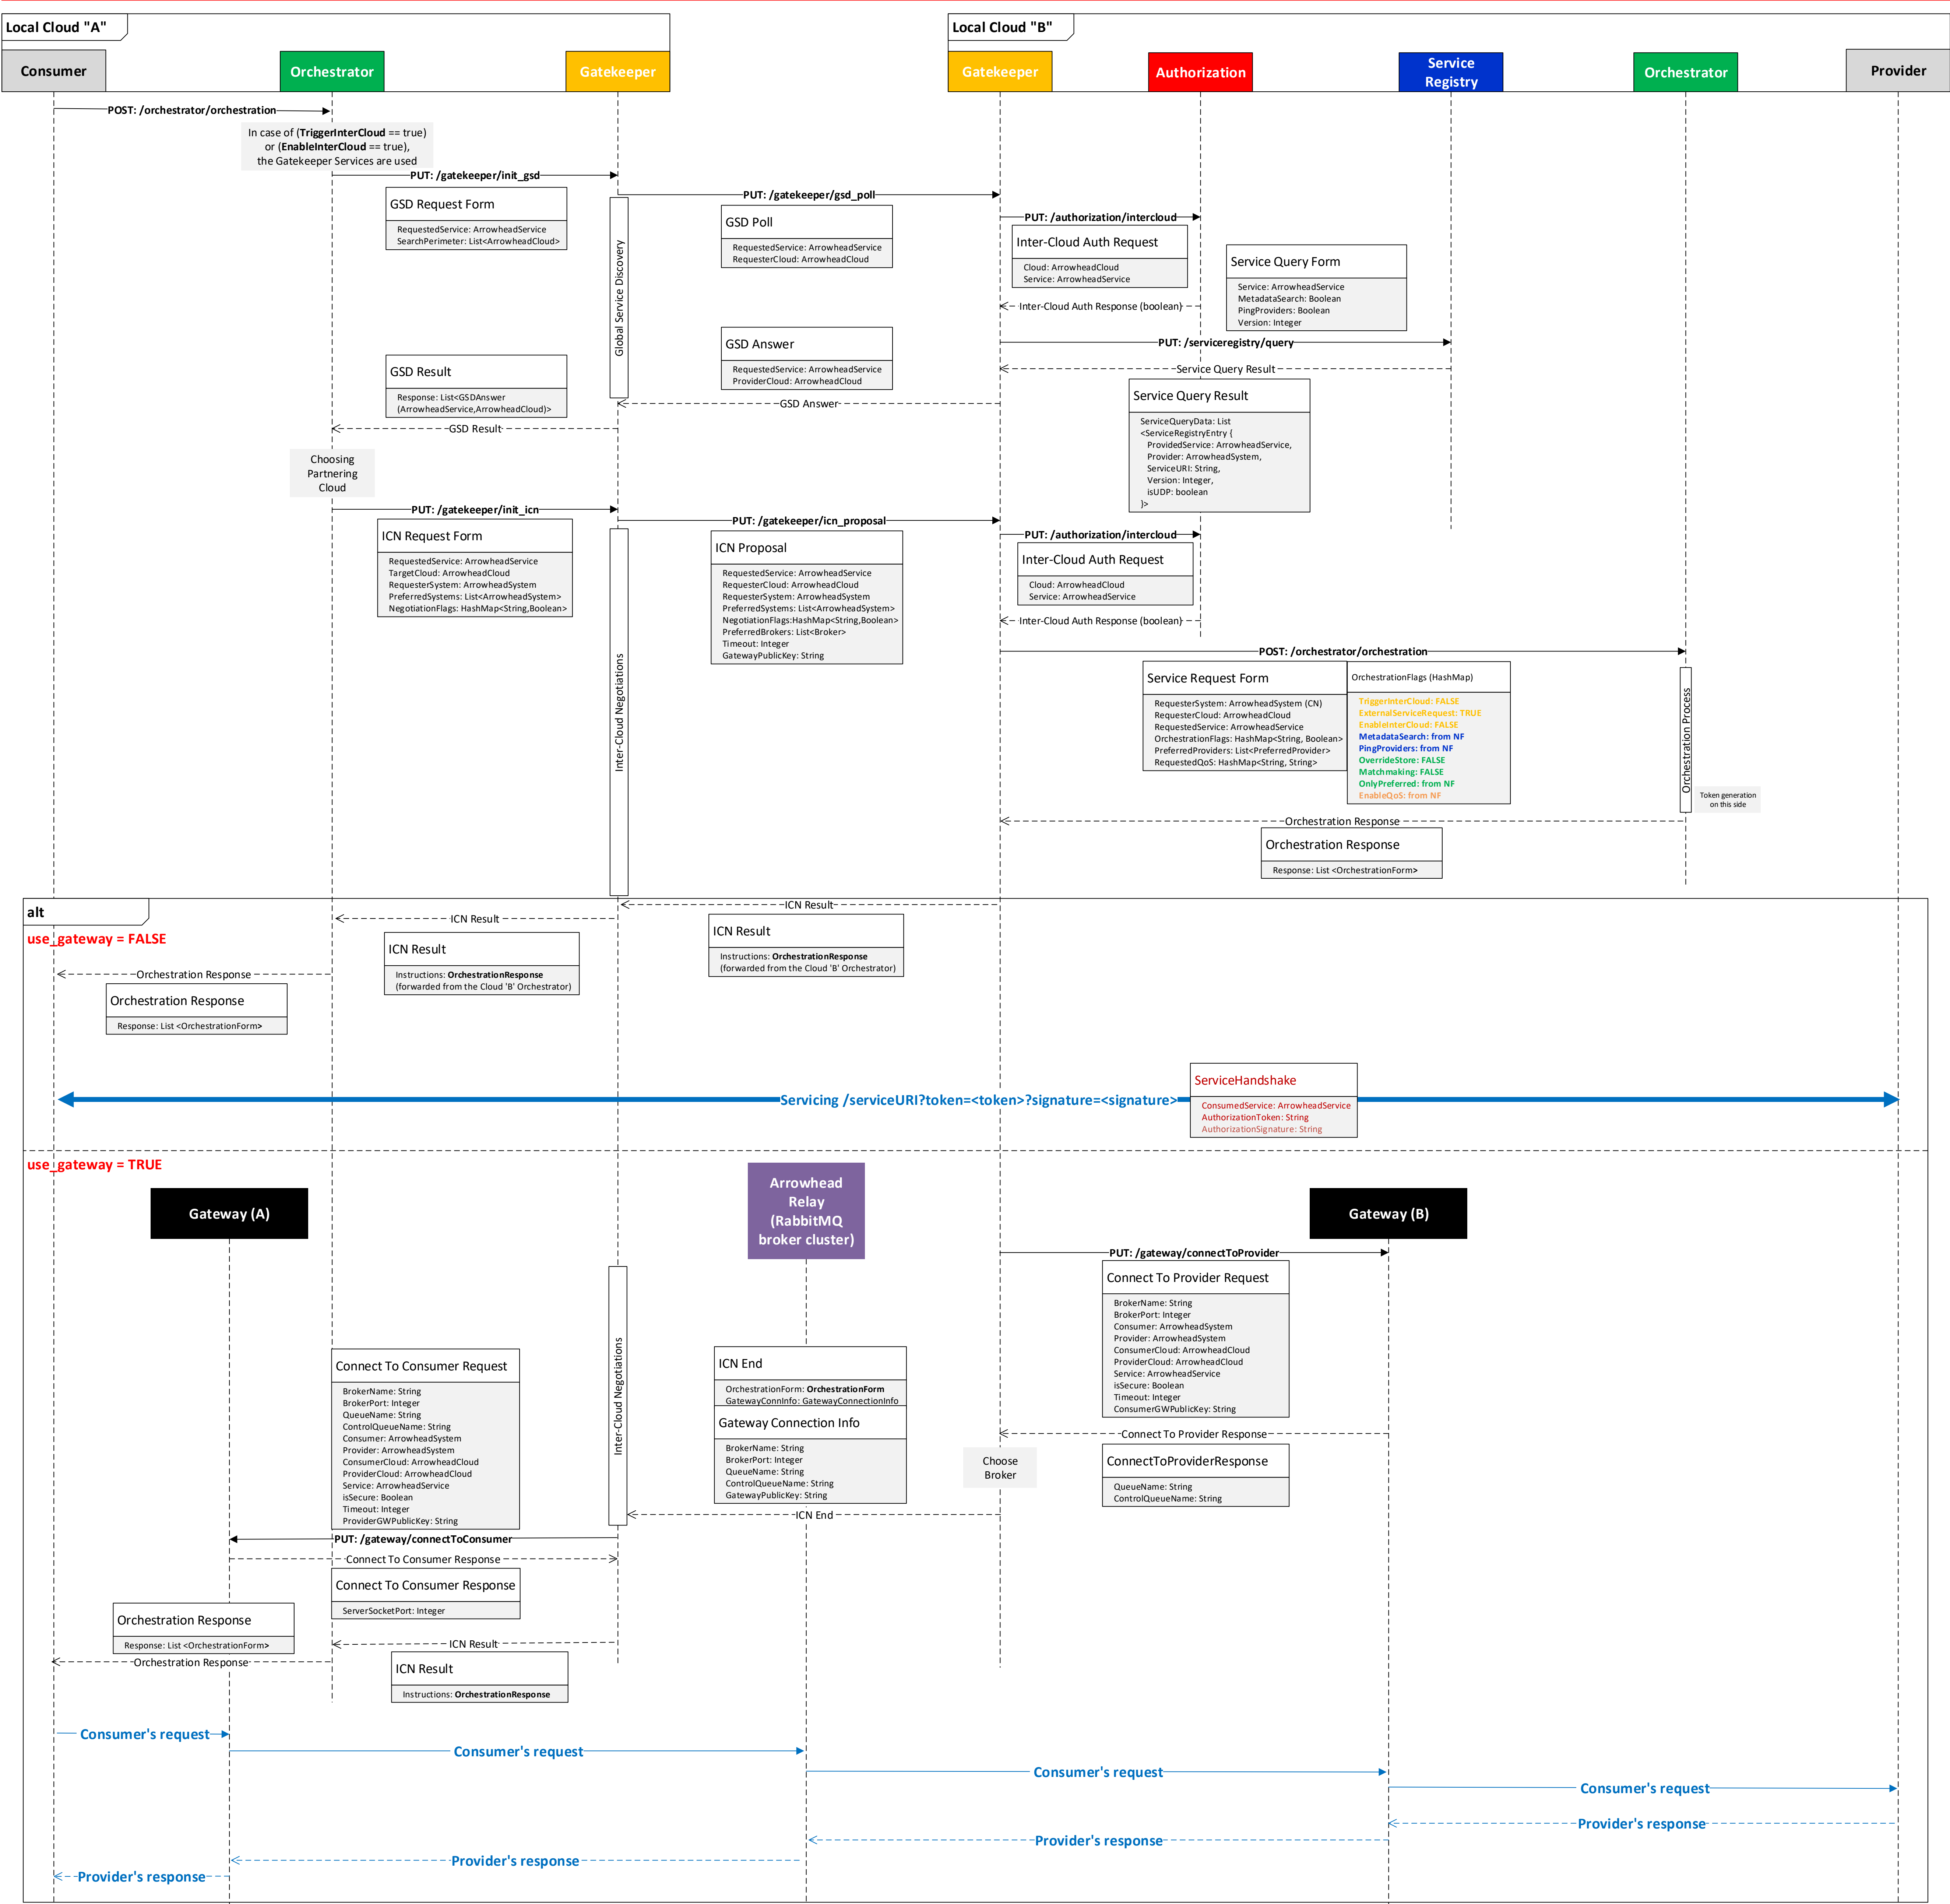 Local Cloud "A"
Local Cloud "B"
Consumer
Orchestrator
Gatekeeper
Gatekeeper
Authorization
Service
Registry
Orchestrator
Provider
POST: /orchestrator/orchestration
In case of (TriggerInterCloud == true)
or (EnableInterCloud == true),
the Gatekeeper Services are used
PUT: /gatekeeper/init_gsd
GSD Request Form
RequestedService: ArrowheadService
SearchPerimeter: List<ArrowheadCloud>
Global Service Discovery
PUT: /gatekeeper/gsd_poll
GSD Poll
RequestedService: ArrowheadService
RequesterCloud: ArrowheadCloud
PUT: /authorization/intercloud
Inter-Cloud Auth Request
Cloud: ArrowheadCloud
Service: ArrowheadService
Inter-Cloud Auth Response (boolean)
Service Query Form
Service: ArrowheadService
MetadataSearch: Boolean
PingProviders: Boolean
Version: Integer
PUT: /serviceregistry/query
Service Query Result
Service Query Result
ServiceQueryData: List
<ServiceRegistryEntry {
ProvidedService: ArrowheadService,
Provider: ArrowheadSystem,
ServiceURI: String,
Version: Integer,
isUDP: boolean
}>
GSD Answer
RequestedService: ArrowheadService
ProviderCloud: ArrowheadCloud
GSD Answer
GSD Result
Response: List<GSDAnswer
(ArrowheadService,ArrowheadCloud)>
GSD Result
Choosing
Partnering
Cloud
PUT: /gatekeeper/init_icn
ICN Request Form
RequestedService: ArrowheadService
TargetCloud: ArrowheadCloud
RequesterSystem: ArrowheadSystem
PreferredSystems: List<ArrowheadSystem>
NegotiationFlags: HashMap<String,Boolean>
Inter-Cloud Negotiations
PUT: /gatekeeper/icn_proposal
ICN Proposal
RequestedService: ArrowheadService
RequesterCloud: ArrowheadCloud
RequesterSystem: ArrowheadSystem
PreferredSystems: List<ArrowheadSystem>
NegotiationFlags:HashMap<String,Boolean>
PreferredBrokers: List<Broker>
Timeout: Integer
GatewayPublicKey: String
PUT: /authorization/intercloud
Inter-Cloud Auth Request
Cloud: ArrowheadCloud
Service: ArrowheadService
Inter-Cloud Auth Response (boolean)
POST: /orchestrator/orchestration
Service Request Form
RequesterSystem: ArrowheadSystem (CN)
RequesterCloud: ArrowheadCloud
RequestedService: ArrowheadService
OrchestrationFlags: HashMap<String, Boolean>
PreferredProviders: List<PreferredProvider>
RequestedQoS: HashMap<String, String>
OrchestrationFlags (HashMap)
TriggerInterCloud: FALSE
ExternalServiceRequest: TRUE
EnableInterCloud: FALSE
MetadataSearch: from NF
PingProviders: from NF
OverrideStore: FALSE
Matchmaking: FALSE
OnlyPreferred: from NF
EnableQoS: from NF
Orchestration Process
Token generation
on this side
Orchestration Response
Orchestration Response
Response: List <OrchestrationForm>
alt
use_gateway = FALSE
ICN Result
ICN Result
Instructions: OrchestrationResponse
(forwarded from the Cloud 'B' Orchestrator)
ICN Result
ICN Result
Instructions: OrchestrationResponse
(forwarded from the Cloud 'B' Orchestrator)
Orchestration Response
Orchestration Response
Response: List <OrchestrationForm>
Servicing /serviceURI?token=<token>?signature=<signature>
ServiceHandshake
ConsumedService: ArrowheadService
AuthorizationToken: String
AuthorizationSignature: String
use_gateway = TRUE
Gateway (A)
Arrowhead
Relay
(RabbitMQ
broker cluster)
Gateway (B)
PUT: /gateway/connectToProvider
Connect To Provider Request
BrokerName: String
BrokerPort: Integer
Consumer: ArrowheadSystem
Provider: ArrowheadSystem
ConsumerCloud: ArrowheadCloud
ProviderCloud: ArrowheadCloud
Service: ArrowheadService
isSecure: Boolean
Timeout: Integer
ConsumerGWPublicKey: String
Connect To Provider Response
ConnectToProviderResponse
QueueName: String
ControlQueueName: String
Choose
Broker
Inter-Cloud Negotiations
ICN End
OrchestrationForm: OrchestrationForm
GatewayConnInfo: GatewayConnectionInfo
Gateway Connection Info
BrokerName: String
BrokerPort: Integer
QueueName: String
ControlQueueName: String
GatewayPublicKey: String
ICN End
Connect To Consumer Request
BrokerName: String
BrokerPort: Integer
QueueName: String
ControlQueueName: String
Consumer: ArrowheadSystem
Provider: ArrowheadSystem
ConsumerCloud: ArrowheadCloud
ProviderCloud: ArrowheadCloud
Service: ArrowheadService
isSecure: Boolean
Timeout: Integer
ProviderGWPublicKey: String
PUT: /gateway/connectToConsumer
Connect To Consumer Response
Connect To Consumer Response
ServerSocketPort: Integer
Orchestration Response
Response: List <OrchestrationForm>
ICN Result
Orchestration Response
ICN Result
Instructions: OrchestrationResponse
Consumer's request
Consumer's request
Consumer's request
Consumer's request
Provider's response
Provider's response
Provider's response
Provider's response